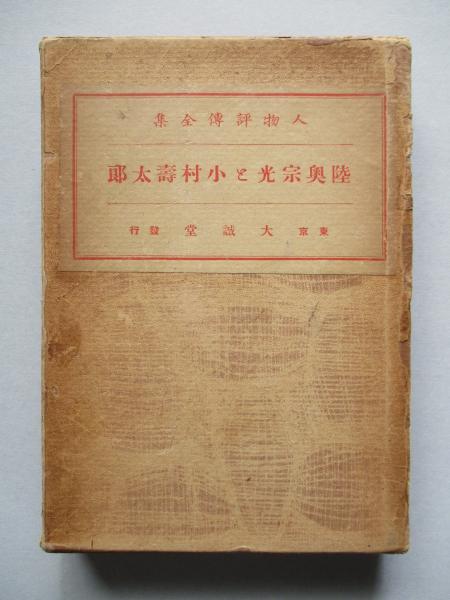 人物評傳全集
陸奥宗光と小村壽太郎
東京 大誠堂 發行